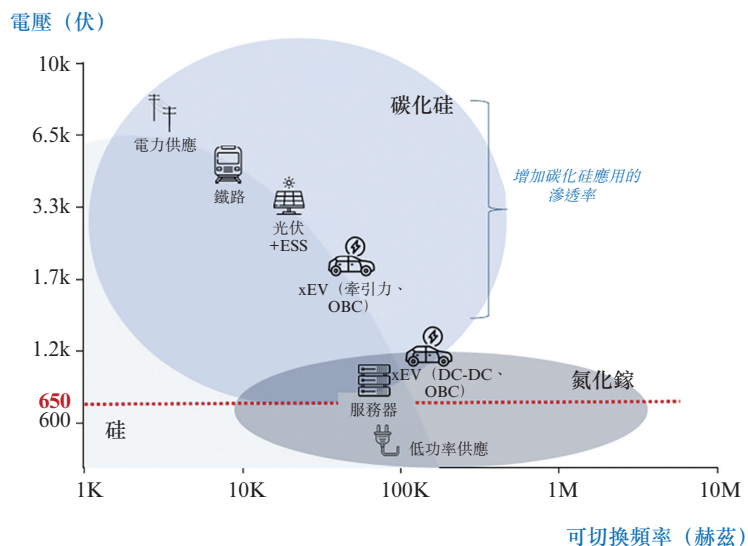 電壓（伏）
10k
碳化硅
6.5k
電力供應
增加碳化硅應用的
滲透率
鐵路
3.3k
光伏
+ESS
1.7k
xEV（牽引力、
OBC）
1.2k
xEV（DC-DC、
OBC）
氮化鎵
650
服務器
600
硅
低功率供應
1K
10K
100K
1M
10M
可切換頻率（赫茲）